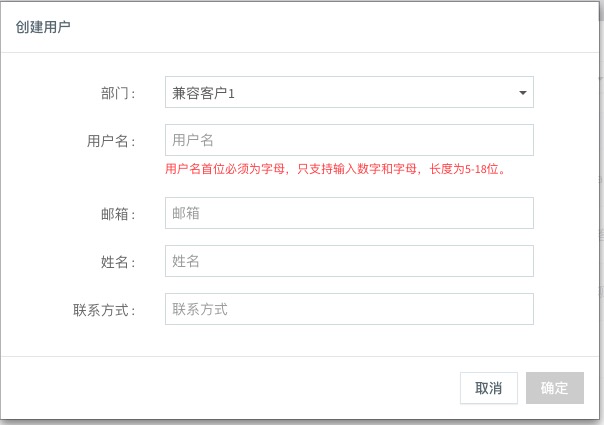 创建用户
部门： 兼容客户1
用户名： 用户名
用户名首位必须为字母，只支持输入数字和字母，长度为5-18位。
邮箱： 邮箱
姓名： 姓名
联系方式： 联系方式
取消 确定